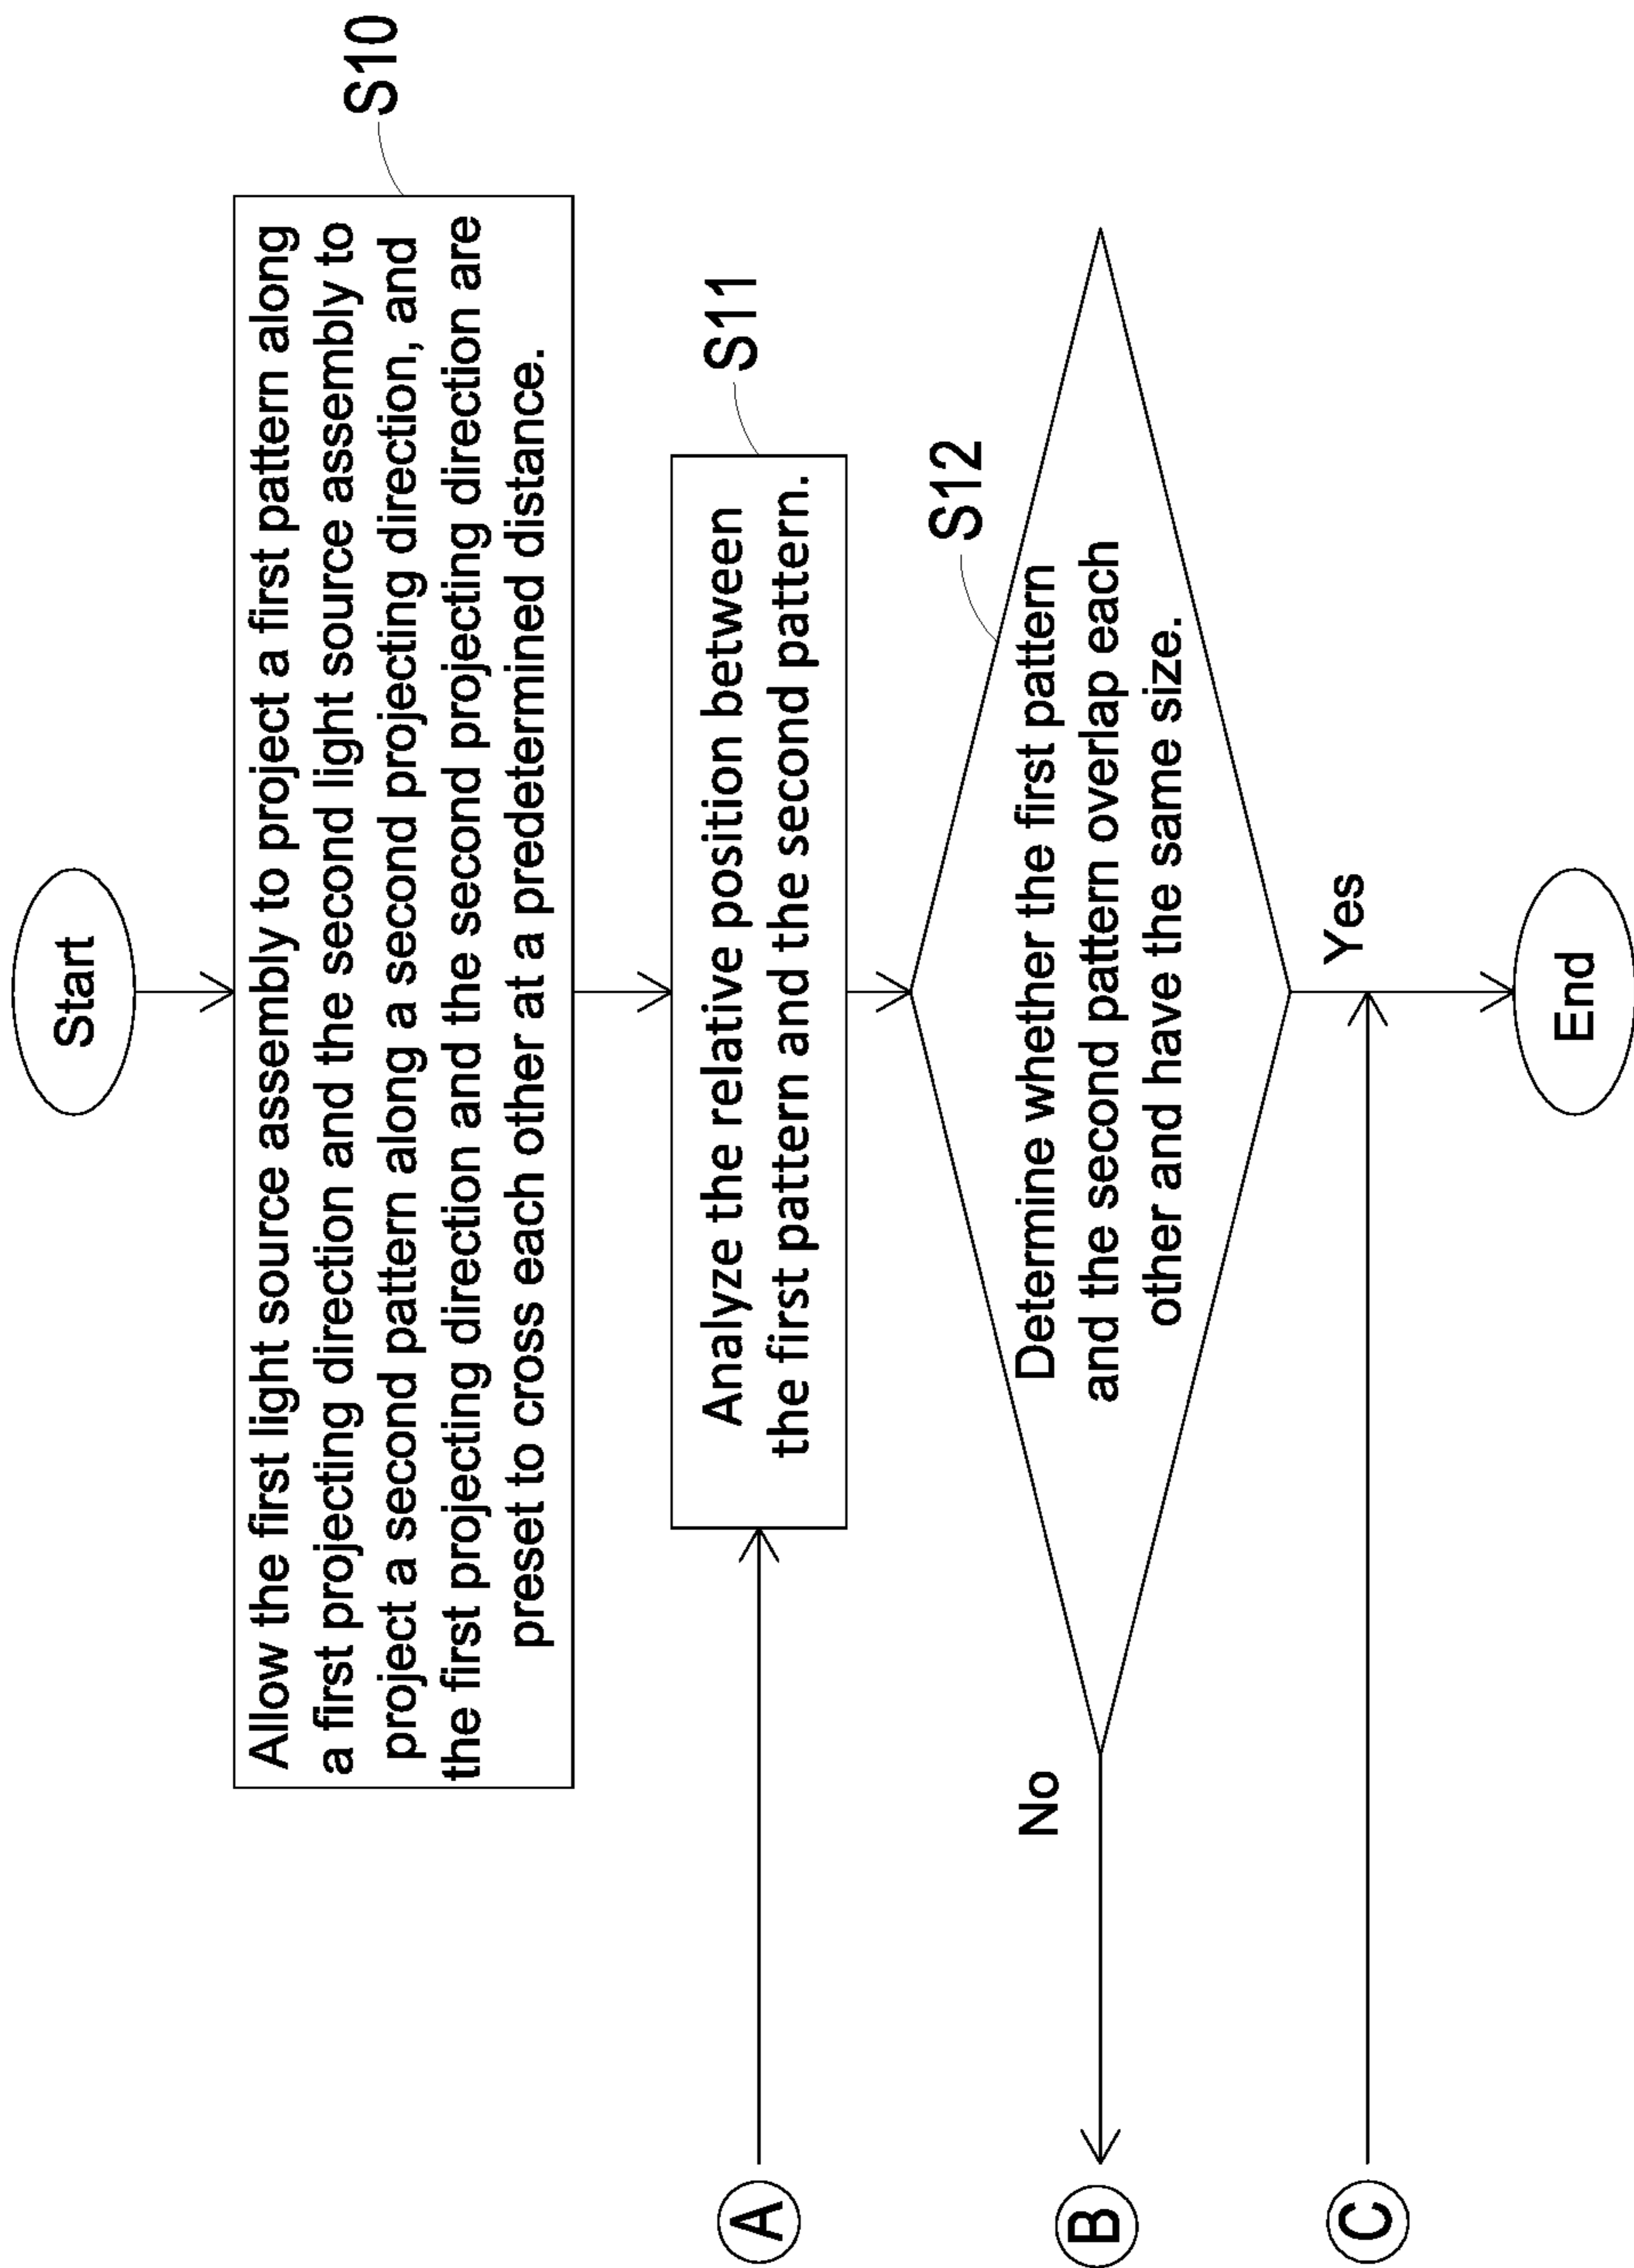 Start
Allow the first light source assembly to project a first pattern along
a first projecting direction and the second light source assembly to
project a second pattern along a second projecting direction, and
the first projecting direction and the second projecting direction are
preset to cross each other at a predetermined distance.
S10
A
Analyze the relative position between
the first pattern and the second pattern.
S11
Determine whether the first pattern
and the second pattern overlap each
other and have the same size.
S12
No
B
Yes
C
End